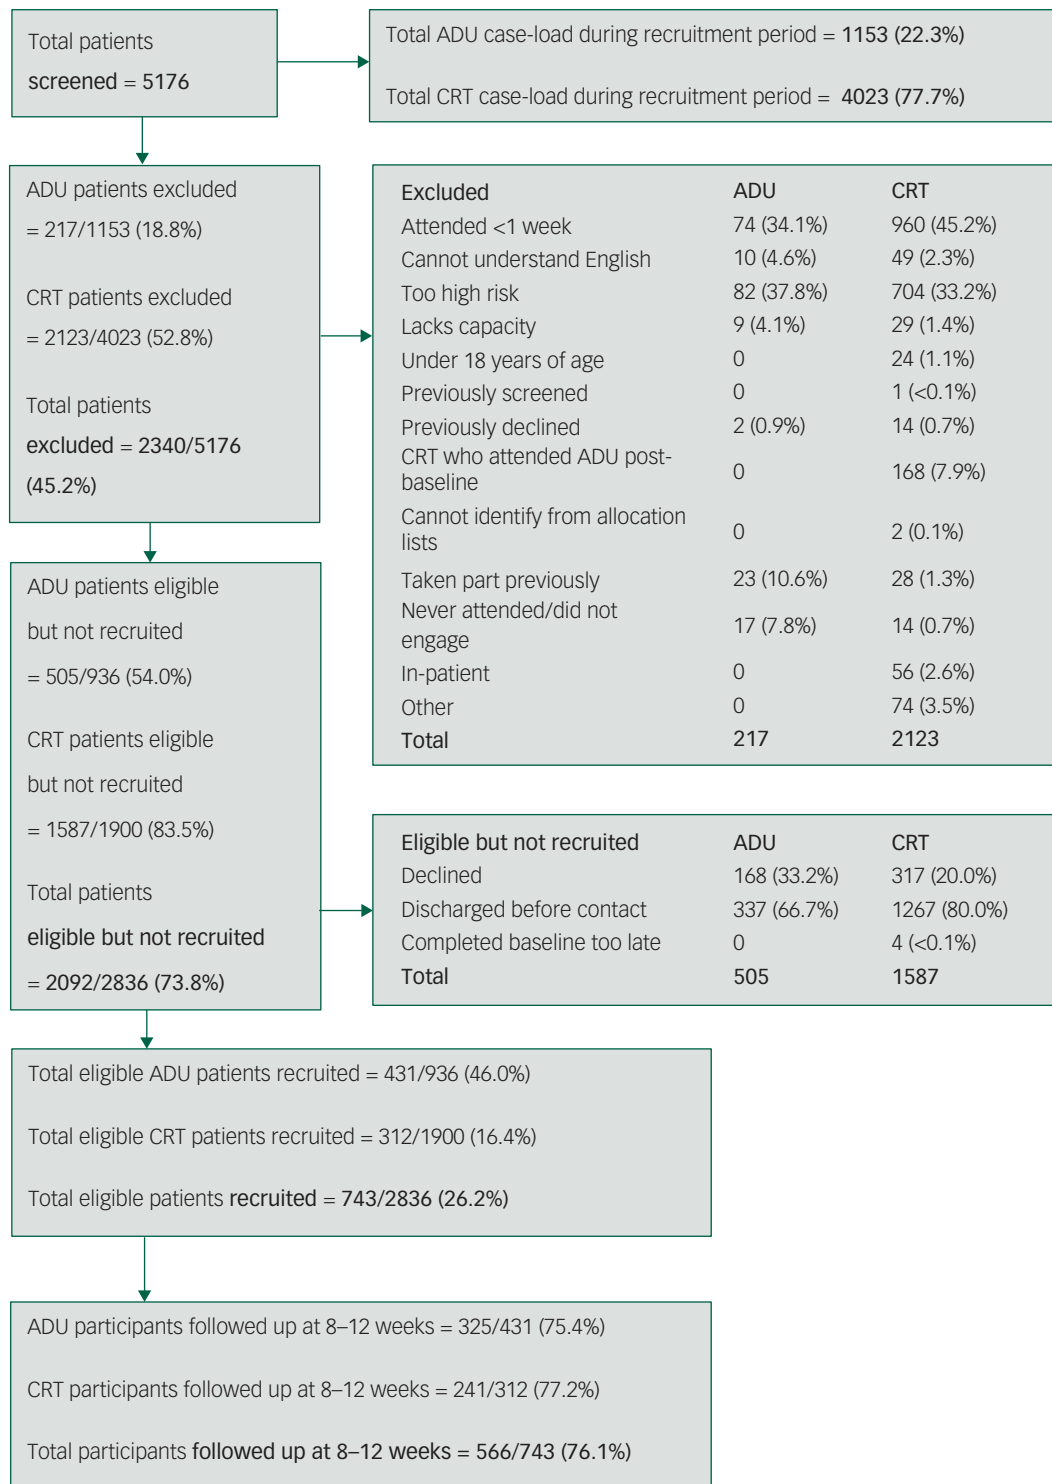 Total patients
screened = 5176
Total ADU case-load during recruitment period = 1153 (22.3%)
Total CRT case-load during recruitment period = 4023 (77.7%)
ADU patients excluded
= 217/1153 (18.8%)
CRT patients excluded
= 2123/4023 (52.8%)
Total patients
excluded = 2340/5176
(45.2%)
Excluded ADU CRT
Attended <1 week 74 (34.1%) 960 (45.2%)
Cannot understand English 10 (4.6%) 49 (2.3%)
Too high risk 82 (37.8%) 704 (33.2%)
Lacks capacity 9 (4.1%) 29 (1.4%)
Under 18 years of age 0 24 (1.1%)
Previously screened 0 1 (<0.1%)
Previously declined 2 (0.9%) 14 (0.7%)
CRT who attended ADU post-
baseline 0 168 (7.9%)
Cannot identify from allocation
lists 0 2 (0.1%)
Taken part previously 23 (10.6%) 28 (1.3%)
Never attended/did not
engage 17 (7.8%) 14 (0.7%)
In-patient 0 56 (2.6%)
Other 0 74 (3.5%)
Total 217 2123
ADU patients eligible
but not recruited
= 505/936 (54.0%)
CRT patients eligible
but not recruited
= 1587/1900 (83.5%)
Total patients
eligible but not recruited
= 2092/2836 (73.8%)
Eligible but not recruited ADU CRT
Declined 168 (33.2%) 317 (20.0%)
Discharged before contact 337 (66.7%) 1267 (80.0%)
Completed baseline too late 0 4 (<0.1%)
Total 505 1587
Total eligible ADU patients recruited = 431/936 (46.0%)
Total eligible CRT patients recruited = 312/1900 (16.4%)
Total eligible patients recruited = 743/2836 (26.2%)
ADU participants followed up at 8–12 weeks = 325/431 (75.4%)
CRT participants followed up at 8–12 weeks = 241/312 (77.2%)
Total participants followed up at 8–12 weeks = 566/743 (76.1%)